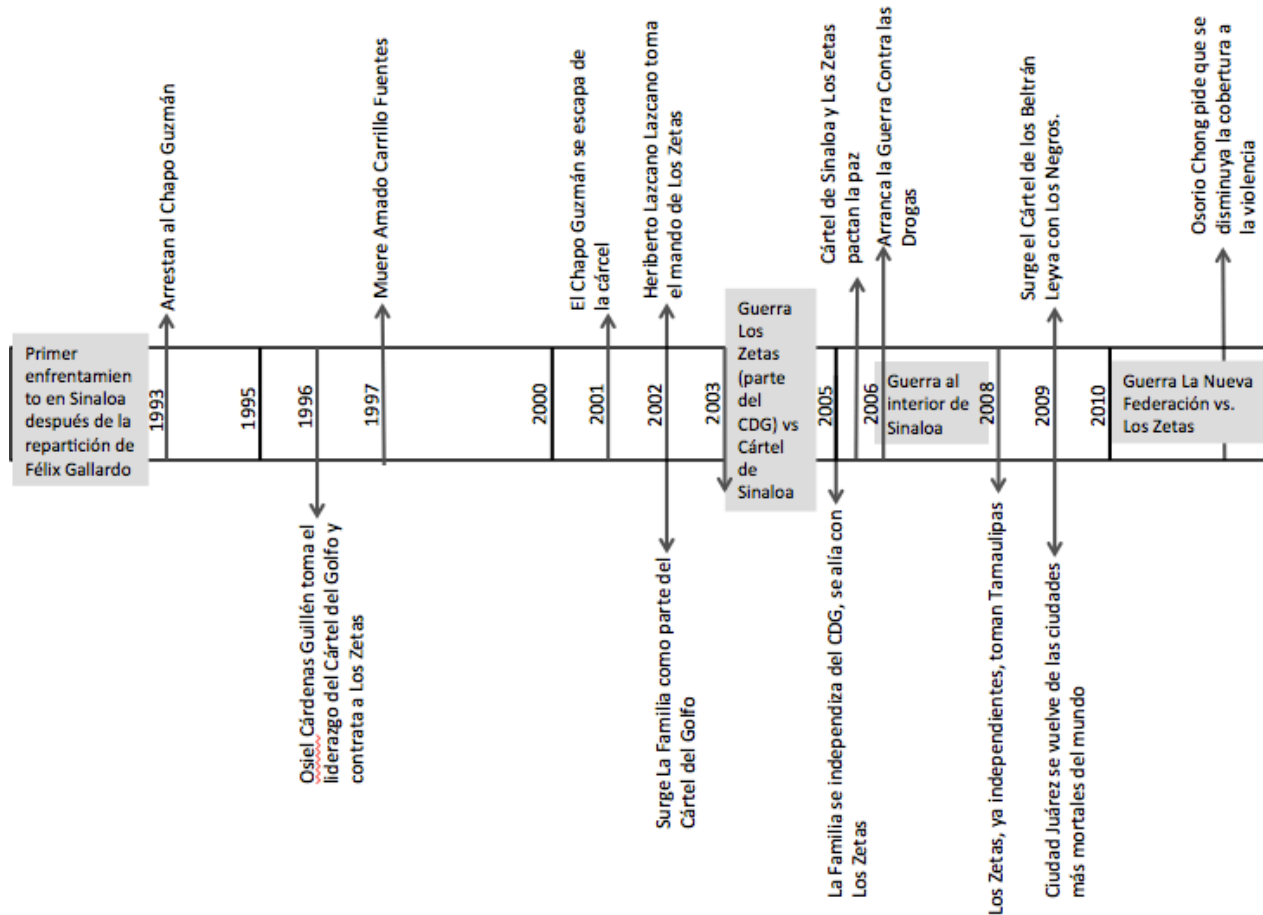 Primer
enfrentamien
to en Sinaloa
después de la
repartición de
Félix Gallardo
1993
Arrestan al Chapo Guzmán
1995
1996
Osiel Cárdenas Guillén toma el
liderazgo del Cártel del Golfo y
contrata a Los Zetas
1997
Muere Amado Carrillo Fuentes
2000
2001
El Chapo Guzmán se escapa de
la cárcel
2002
Heriberto Lazcano Lazcano toma
el mando de Los Zetas
Surge La Familia como parte del
Cártel del Golfo
2003
Guerra
Los
Zetas
(parte
del
CDG) vs
Cártel
de
Sinaloa
2005
La Familia se independiza del CDG, se alía con
Los Zetas
Cártel de Sinaloa y Los Zetas
pactan la paz
2006
Arranca la Guerra Contra las
Drogas
Guerra al
interior de
Sinaloa
2008
Los Zetas, ya independientes, toman Tamaulipas
2009
Surge el Cártel de los Beltrán
Leyva con Los Negros.
Ciudad Juárez se vuelve de las ciudades
más mortales del mundo
2010
Guerra La Nueva
Federación vs.
Los Zetas
Osorio Chong pide que se
disminuya la cobertura a
la violencia